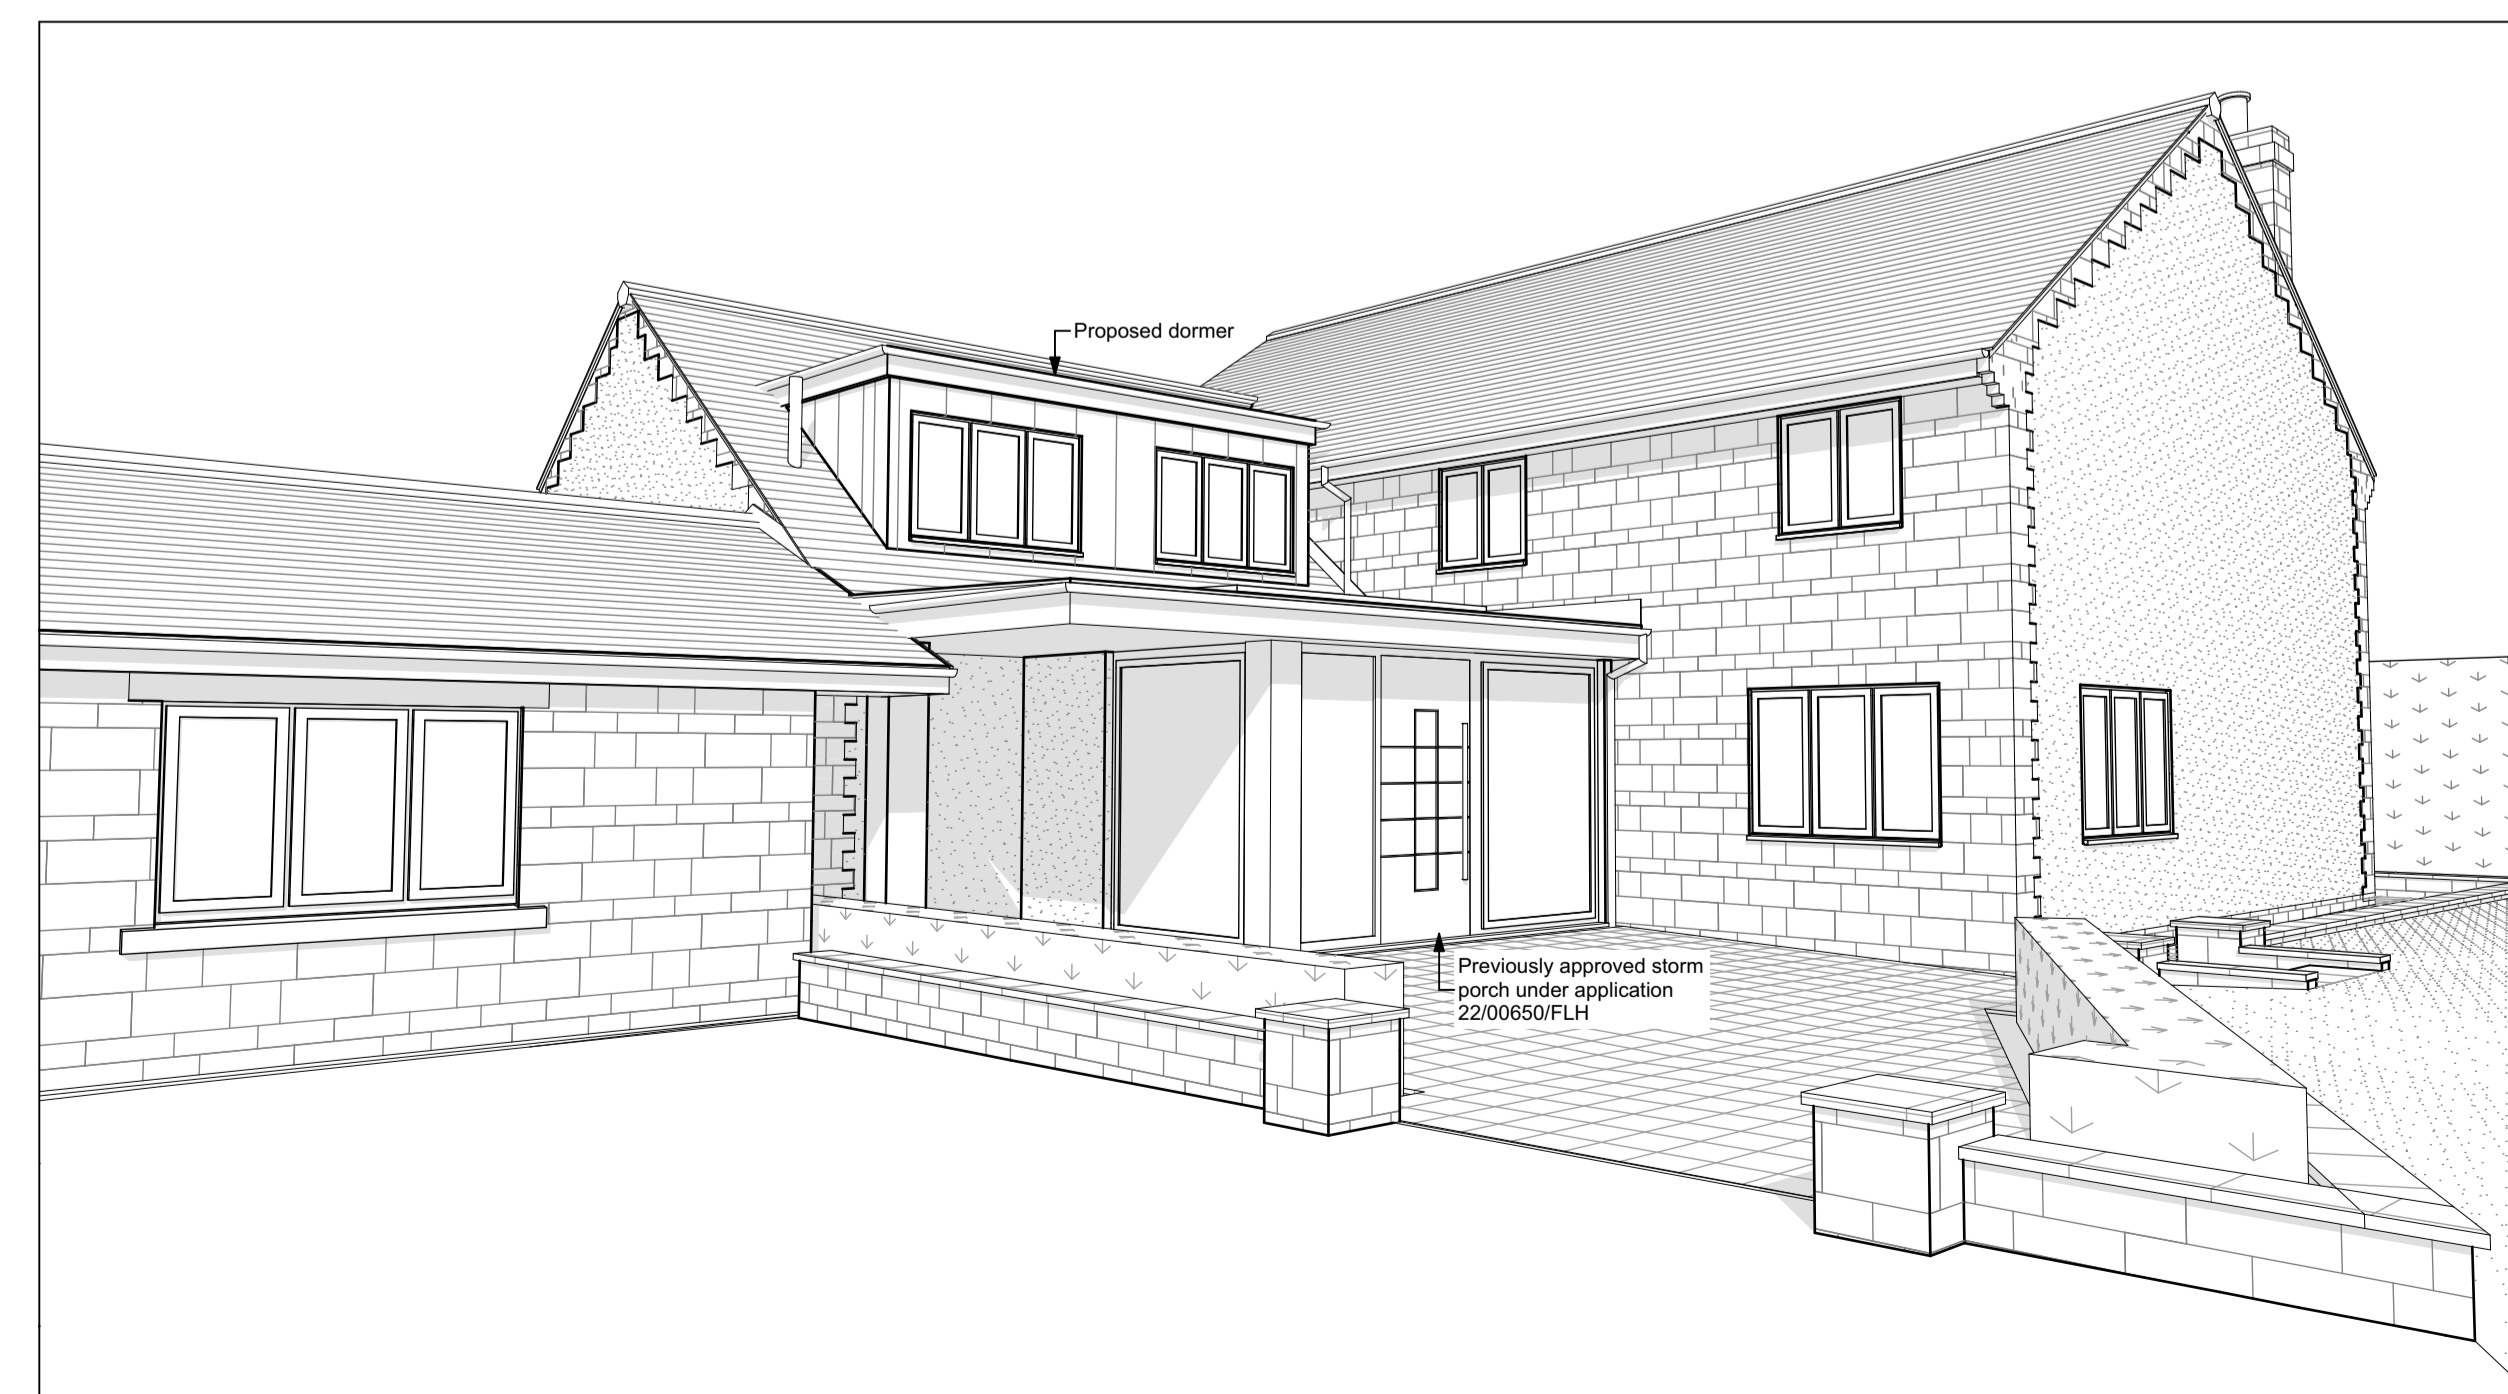 Proposed dormer
Previously approved storm
porch under application
22/00650/FLH